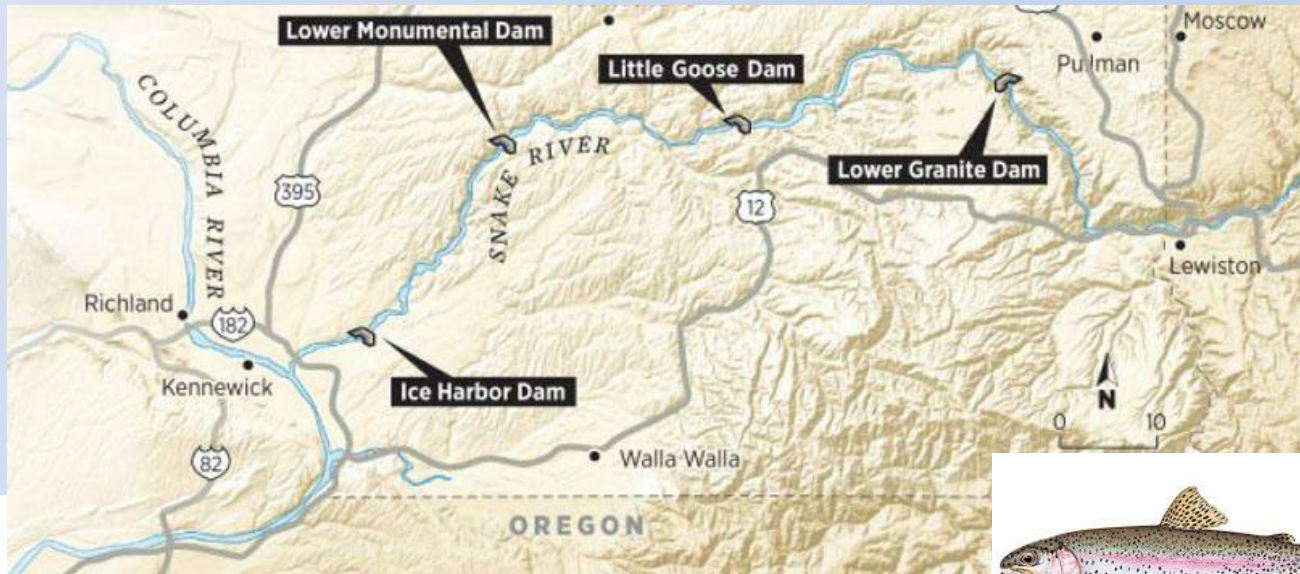 Lower Monumental Dam
Little Goose Dam
Moscow
Pullman
COLUMBIA RIVER
395
SNAKE RIVER
Lower Granite Dam
12
Lewiston
Richland
182
Kennewick
Ice Harbor Dam
N
0 10
82
Walla Walla
OREGON